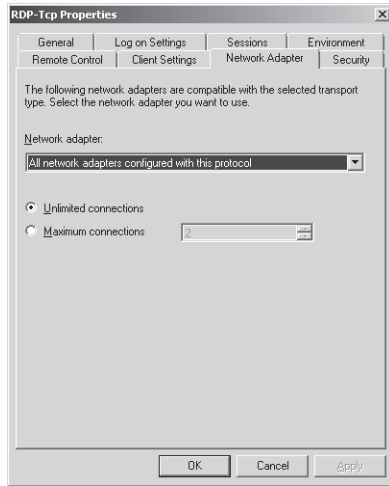 RDP-Tcp Properties
General Log on Settings Sessions Environment
Remote Control Client Settings Network Adapter Security
The following network adapters are compatible with the selected transport
type. Select the network adapter you want to use.
Network adapter:
All network adapters configured with this protocol
Unlimited connections
Maximum connections 2
OK Cancel Apply